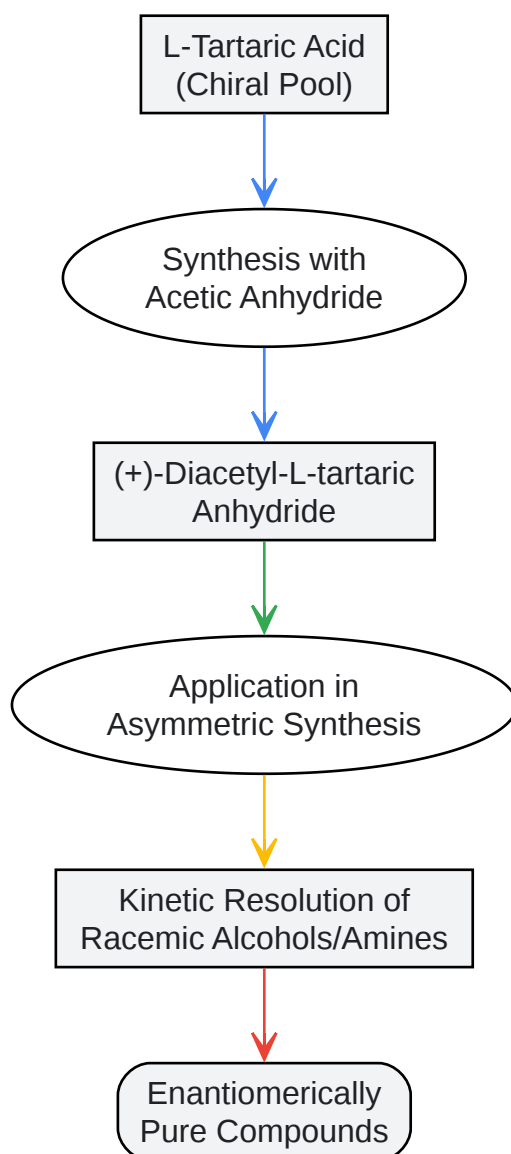 L-Tartaric Acid
(Chiral Pool)
Synthesis with
Acetic Anhydride
(+)-Diacetyl-L-tartaric
Anhydride
Application in
Asymmetric Synthesis
Kinetic Resolution of
Racemic Alcohols/Amines
Enantiomerically
Pure Compounds